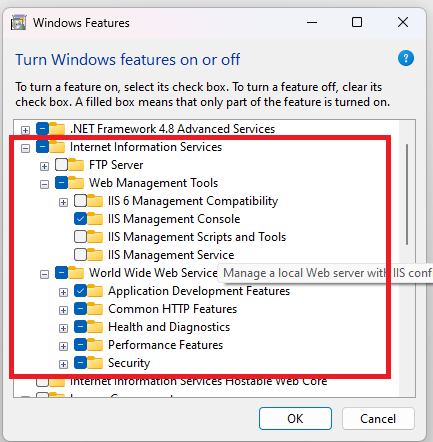 Windows Features
Turn Windows features on or off
To turn a feature on, select its check box. To turn a feature off, clear its
check box. A filled box means that only part of the feature is turned on.
.NET Framework 4.8 Advanced Services
Internet Information Services
FTP Server
Web Management Tools
IIS 6 Management Compatibility
IIS Management Console
IIS Management Scripts and Tools
IIS Management Service
World Wide Web Service
Manage a local Web server with IIS conf
Application Development Features
Common HTTP Features
Health and Diagnostics
Performance Features
Security
Internet Information Services Hostable Web Core
OK
Cancel